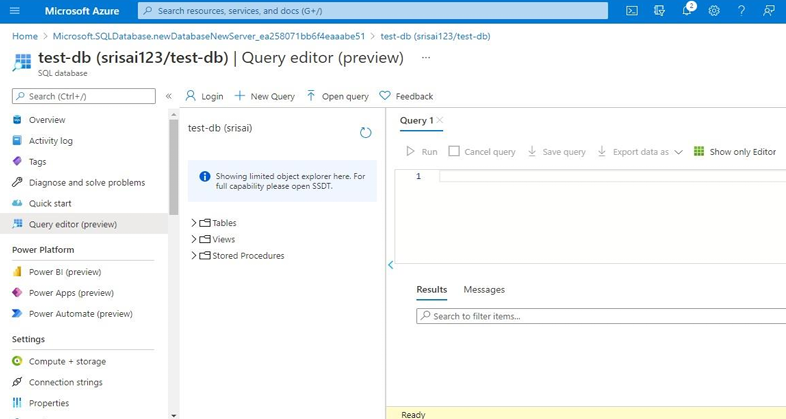 Microsoft Azure
Search resources, services, and docs (G+/)
2
Home > Microsoft.SQLDatabase.newDatabaseNewServer_ea258071bb6f4eaaabe51 > test-db (srisai123/test-db)
test-db (srisai123/test-db) | Query editor (preview) ...
SQL database
Search (Ctrl+/)
Overview
Activity log
Tags
Diagnose and solve problems
Quick start
Query editor (preview)
Power Platform
Power BI (preview)
Power Apps (preview)
Power Automate (preview)
Settings
Compute + storage
Connection strings
Properties
Login
New Query
Open query
Feedback
test-db (srisai)
Showing limited object explorer here. For
full capability please open SSDT.
Tables
Views
Stored Procedures
Query 1
Run
Cancel query
Save query
Export data as
Show only Editor
1
Results
Messages
Search to filter items...
Ready